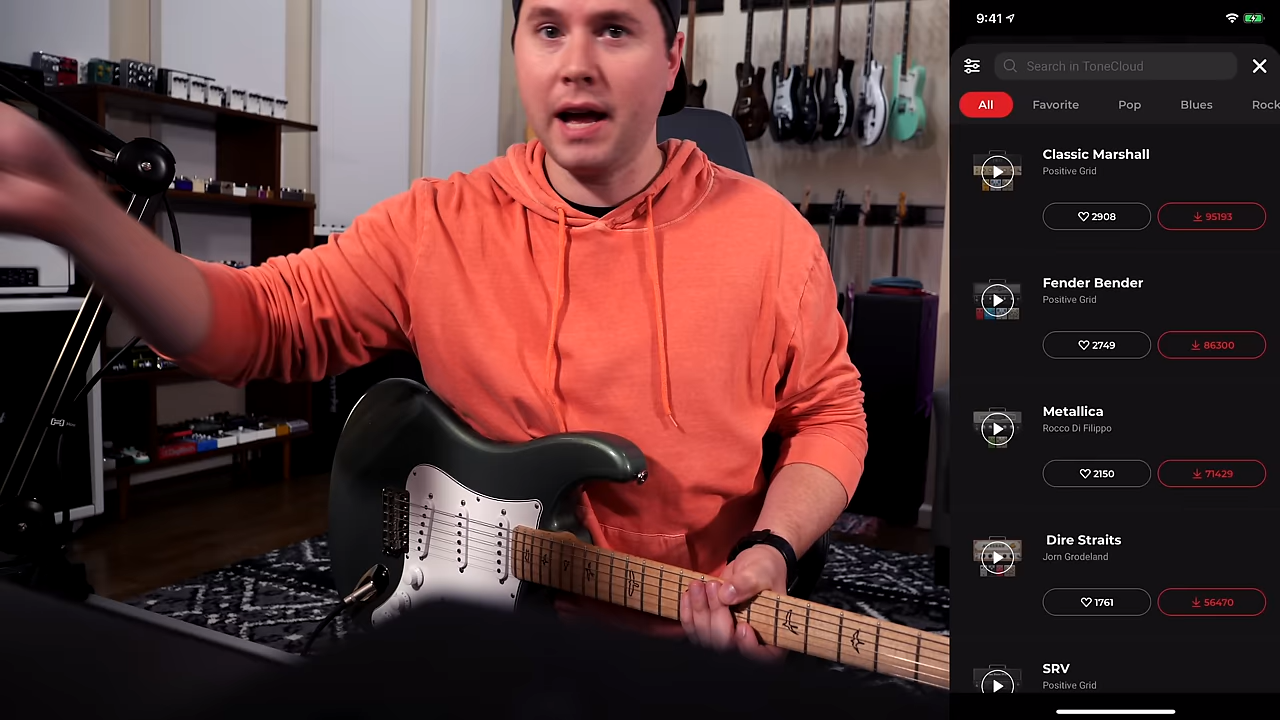 9:41
Search in ToneCloud
All Favorite Pop Blues Rock
Classic Marshall
Positive Grid
2908 95193
Fender Bender
Positive Grid
2749 86300
Metallica
Rocco Di Filippo
2150 71429
Dire Straits
Jorn Grodeland
1761 56470
SRV
Positive Grid